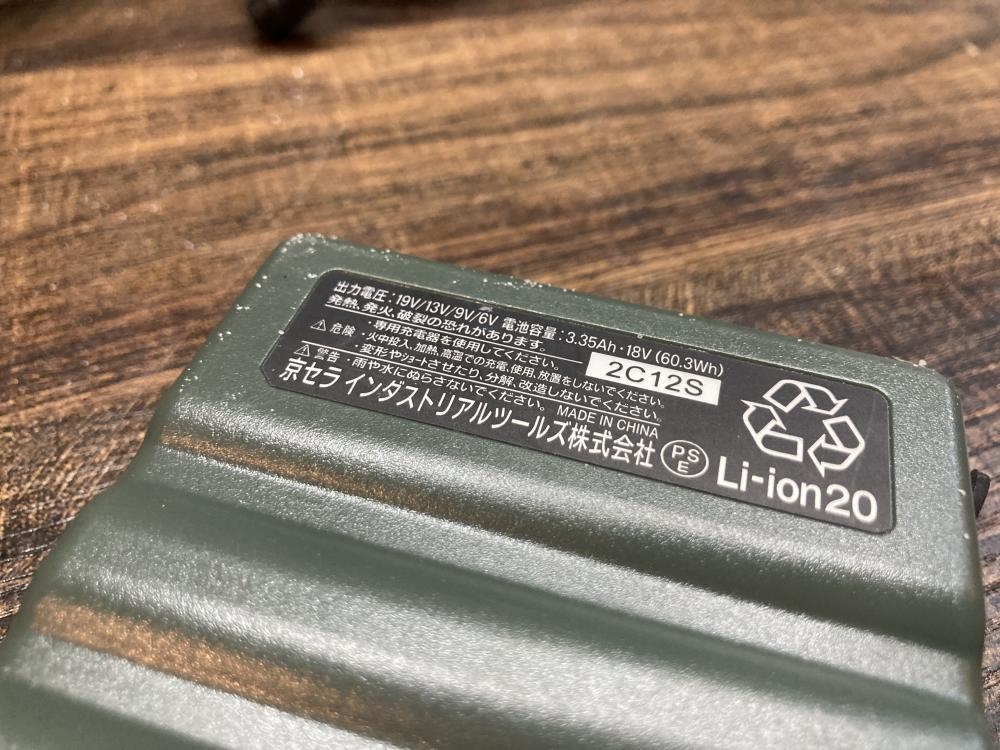 出力電圧:19V/13V/9V/6V 電池容量:3.35Ah・18V (60.3Wh)
発熱、発火、破裂の恐れがあります。
⚠危険 ・専用充電器を使用してください。
・火中投入、加熱、高温での充電、使用、放置をしないでください。
・変形やショートさせたり、分解、改造しないでください。
⚠警告・雨や水にぬらさないでください。 MADE IN CHINA
2C12S
京セラ インダストリアルツールズ株式会社
PS
E
Li-ion20